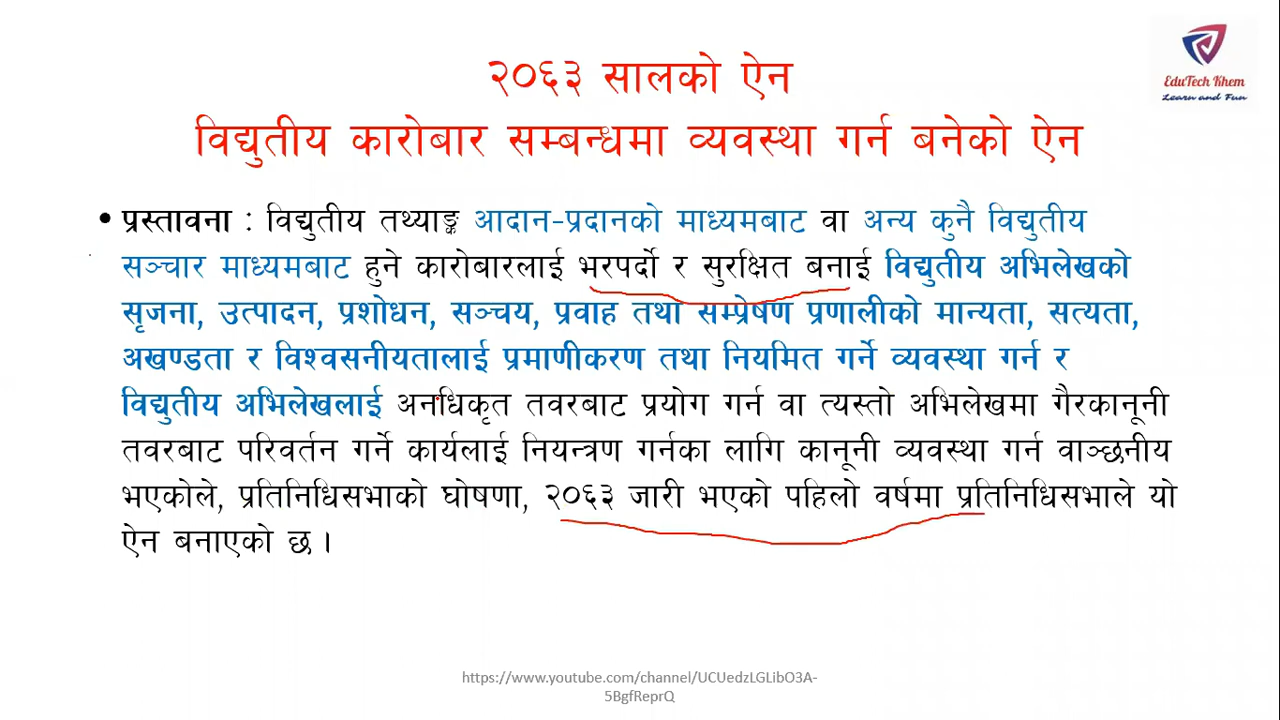 EduTech Khem
Learn and Fun
२०६३ सालको ऐन
विद्युतीय कारोबार सम्बन्धमा व्यवस्था गर्न बनेको ऐन
• प्रस्तावना : विद्युतीय तथ्याङ्क आदान-प्रदानको माध्यमबाट वा अन्य कुनै विद्युतीय
सञ्चार माध्यमबाट हुने कारोबारलाई भरपर्दो र सुरक्षित बनाई विद्युतीय अभिलेखको
सृजना, उत्पादन, प्रशोधन, सञ्चय, प्रवाह तथा सम्प्रेषण प्रणालीको मान्यता, सत्यता,
अखण्डता र विश्वसनीयतालाई प्रमाणीकरण तथा नियमित गर्ने व्यवस्था गर्न र
विद्युतीय अभिलेखलाई अनधिकृत तवरबाट प्रयोग गर्न वा त्यस्तो अभिलेखमा गैरकानूनी
तवरबाट परिवर्तन गर्ने कार्यलाई नियन्त्रण गर्नका लागि कानूनी व्यवस्था गर्न वाञ्छनीय
भएकोले, प्रतिनिधिसभाको घोषणा, २०६३ जारी भएको पहिलो वर्षमा प्रतिनिधिसभाले यो
ऐन बनाएको छ ।
https://www.youtube.com/channel/UCUedzLGLibO3A-
5BgfReprQ